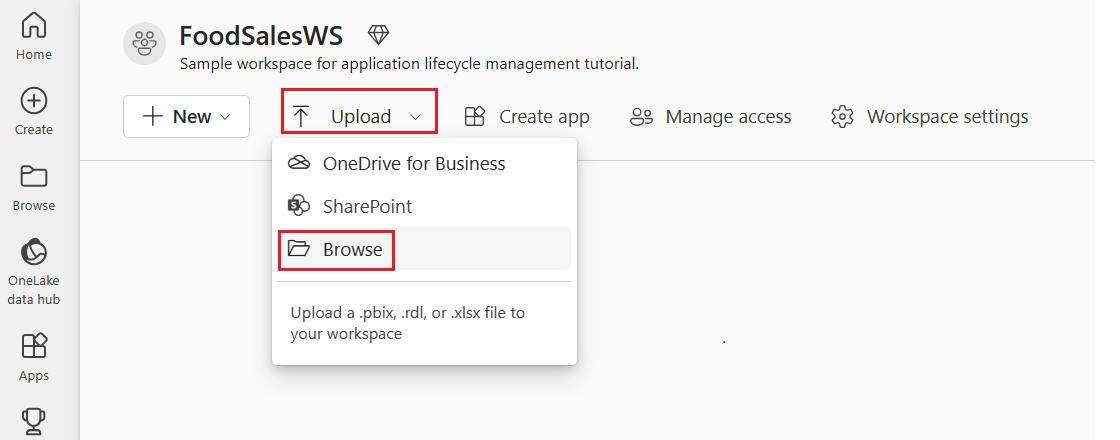 Home
Create
Browse
OneLake
data hub
Apps
FoodSalesWS
Sample workspace for application lifecycle management tutorial.
New
Upload
Create app
Manage access
Workspace settings
OneDrive for Business
SharePoint
Browse
Upload a .pbix, .rdl, or .xlsx file to
your workspace
.